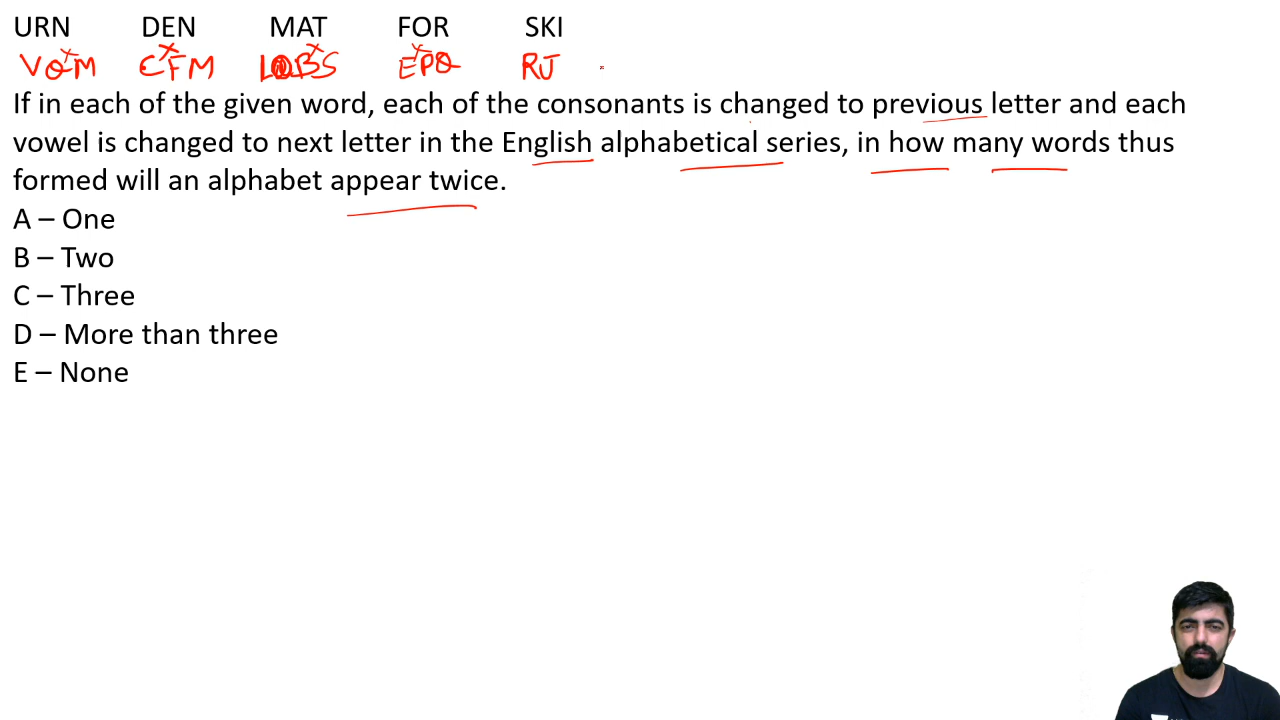 URN DEN MAT FOR SKI
VQM CFM LBS EPQ RJ
If in each of the given word, each of the consonants is changed to previous letter and each
vowel is changed to next letter in the English alphabetical series, in how many words thus
formed will an alphabet appear twice.
A – One
B – Two
C – Three
D – More than three
E – None